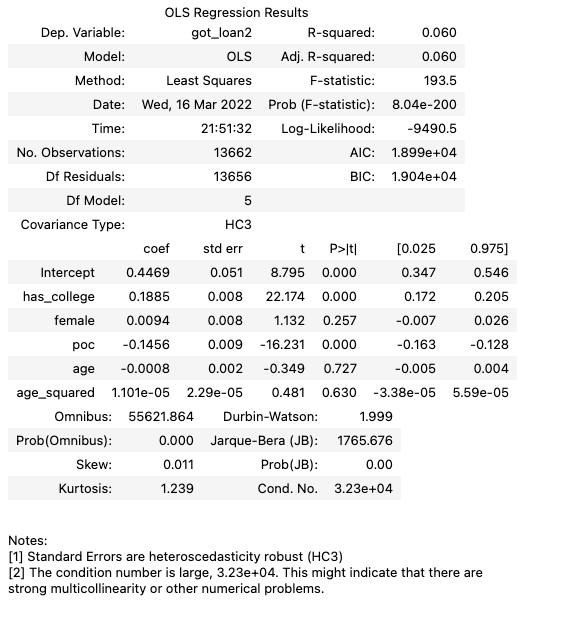 OLS Regression Results
Dep. Variable: got_loan2 R-squared: 0.060
Model: OLS Adj. R-squared: 0.060
Method: Least Squares F-statistic: 193.5
Date: Wed, 16 Mar 2022 Prob (F-statistic): 8.04e-200
Time: 21:51:32 Log-Likelihood: -9490.5
No. Observations: 13662 AIC: 1.899e+04
Df Residuals: 13656 BIC: 1.904e+04
Df Model: 5
Covariance Type: HC3
coef std err t P>|t| [0.025 0.975]
Intercept 0.4469 0.051 8.795 0.000 0.347 0.546
has_college 0.1885 0.008 22.174 0.000 0.172 0.205
female 0.0094 0.008 1.132 0.257 -0.007 0.026
poc -0.1456 0.009 -16.231 0.000 -0.163 -0.128
age -0.0008 0.002 -0.349 0.727 -0.005 0.004
age_squared 1.101e-05 2.29e-05 0.481 0.630 -3.38e-05 5.59e-05
Omnibus: 55621.864 Durbin-Watson: 1.999
Prob(Omnibus): 0.000 Jarque-Bera (JB): 1765.676
Skew: 0.011 Prob(JB): 0.00
Kurtosis: 1.239 Cond. No. 3.23e+04
Notes:
[1] Standard Errors are heteroscedasticity robust (HC3)
[2] The condition number is large, 3.23e+04. This might indicate that there are
strong multicollinearity or other numerical problems.